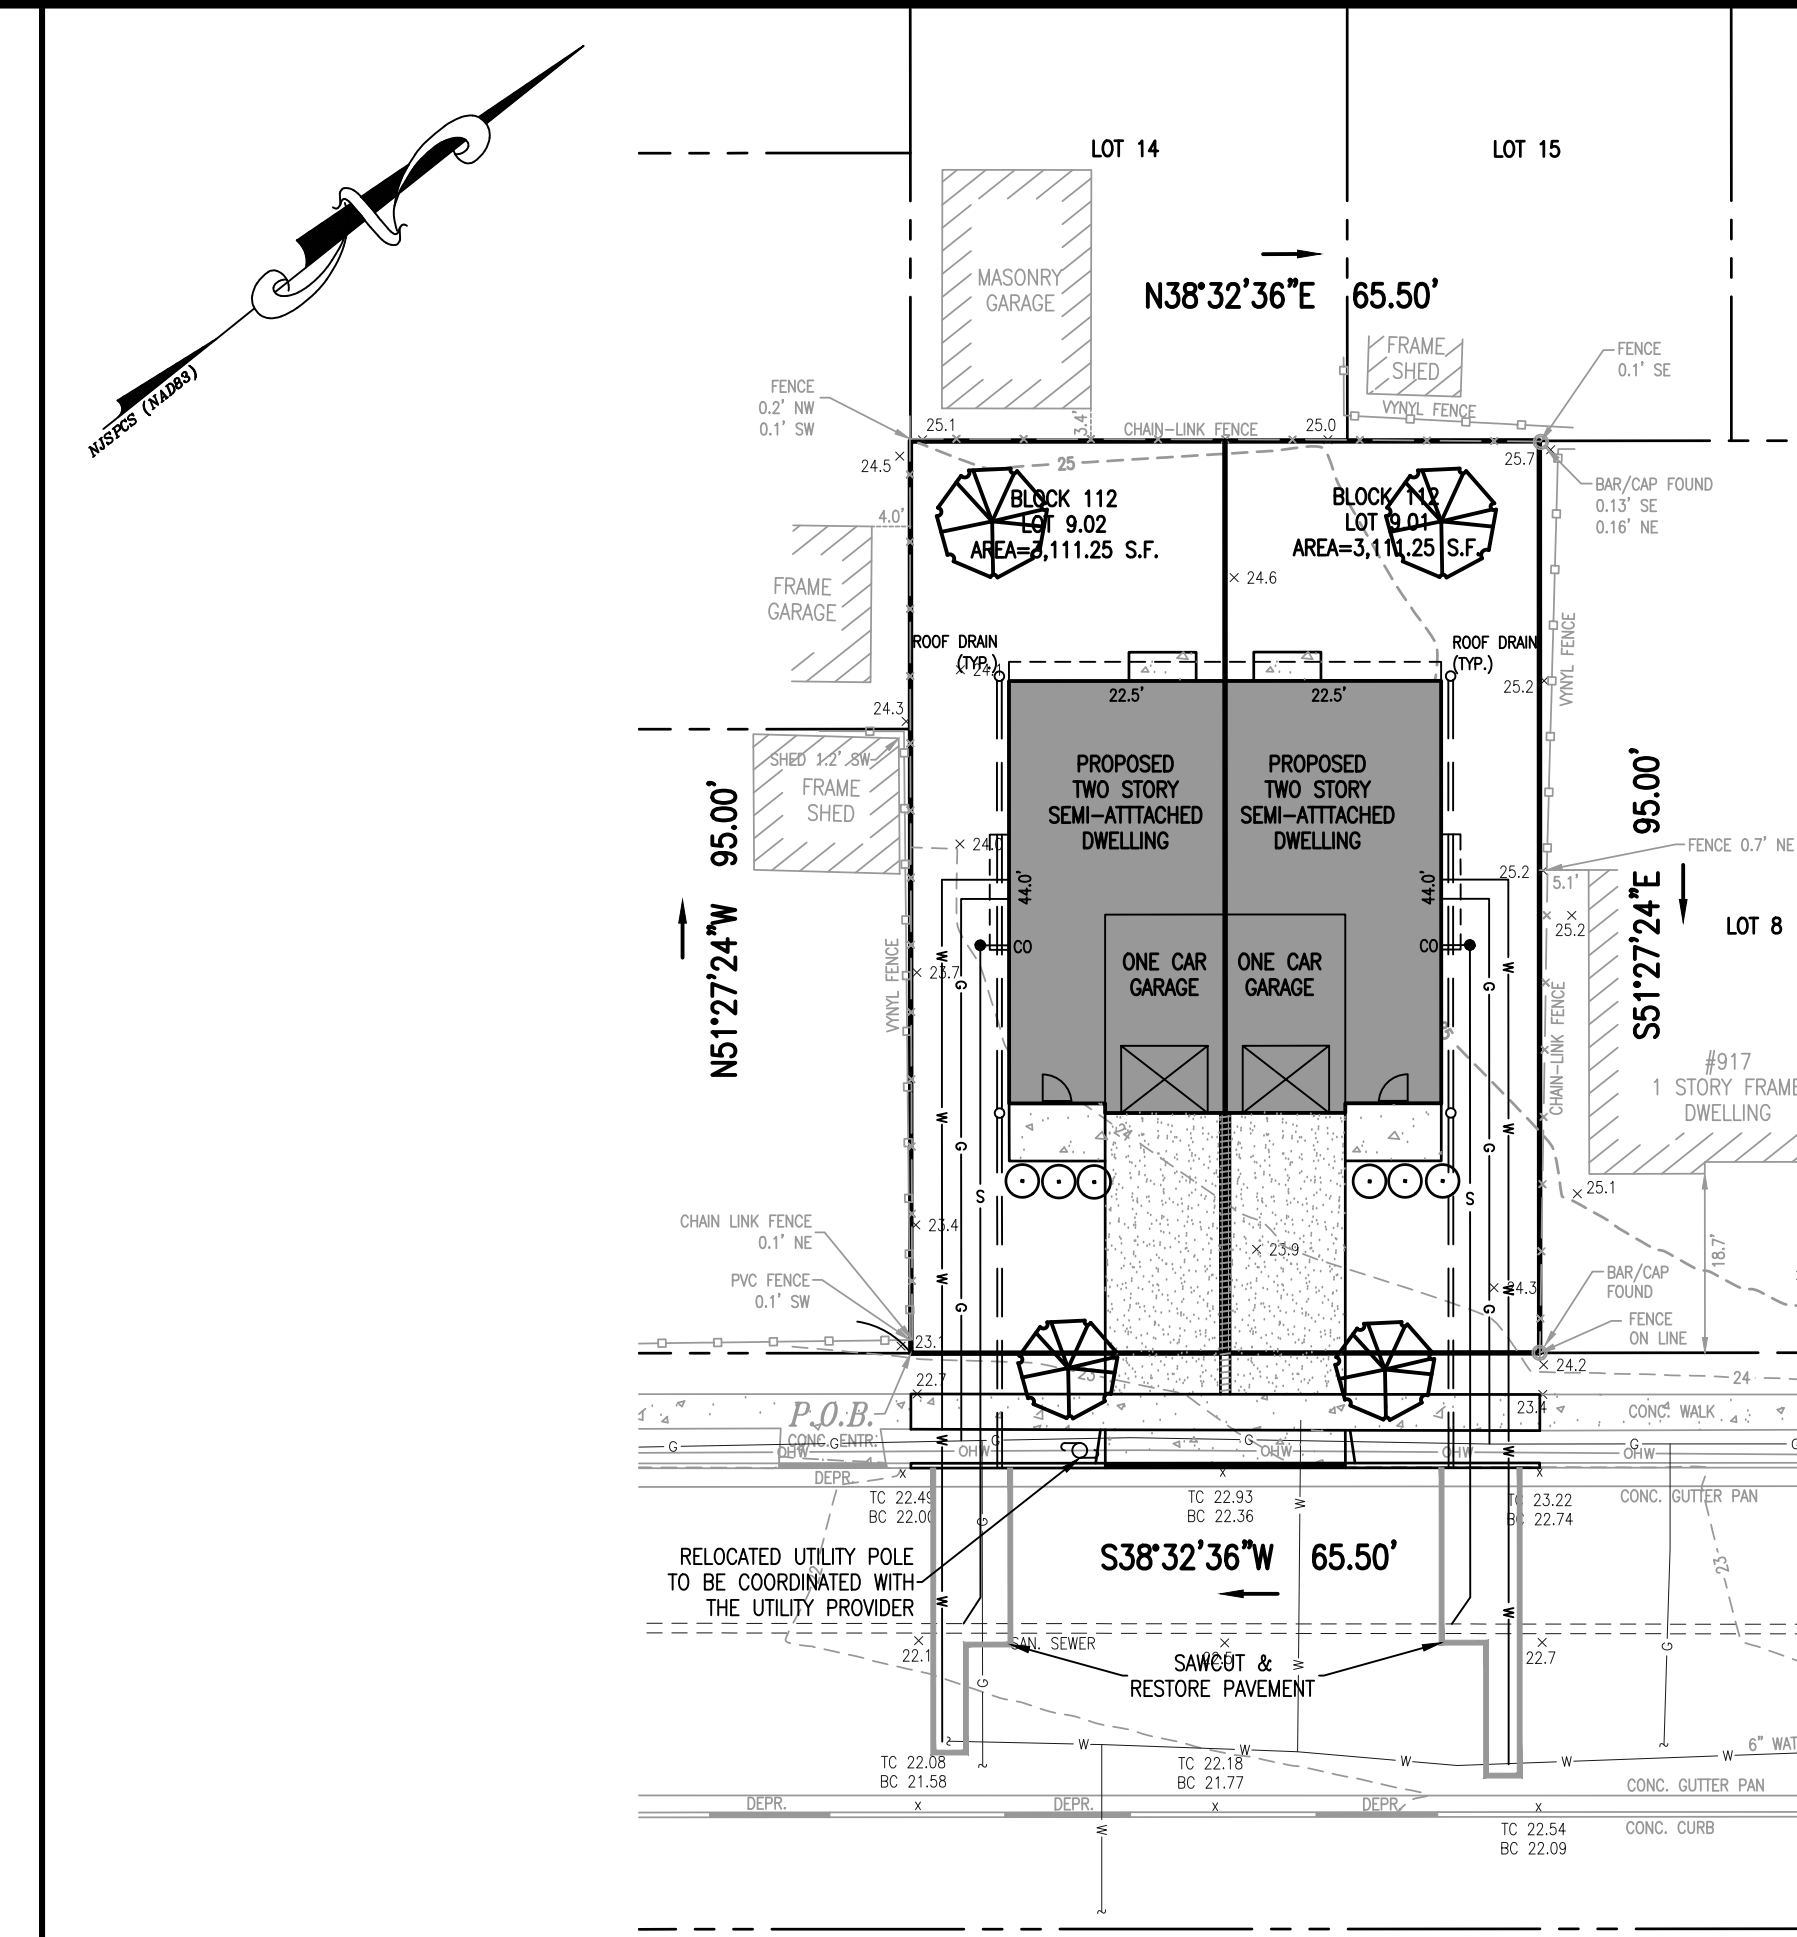 NJSPCS (NAD83)
LOT 14
LOT 15
MASONRY
GARAGE
N38°32'36"E 65.50'
FRAME
SHED
FENCE
0.1' SE
VYNYL FENCE
FENCE
0.2' NW
0.1' SW
25.1
3.4'
CHAIN-LINK FENCE
25.0
24.5
25
25.7
BAR/CAP FOUND
0.13' SE
0.16' NE
BLOCK 112
LOT 9.02
AREA=3,111.25 S.F.
BLOCK 112
LOT 9.01
AREA=3,111.25 S.F.
4.0'
24.6
FRAME
GARAGE
ROOF DRAIN
(TYP.)
24.1
ROOF DRAIN
(TYP.)
VYNYL FENCE
22.5'
22.5'
25.2
24.3
SHED 1.2' SW
FRAME
SHED
PROPOSED
TWO STORY
SEMI-ATTTACHED
DWELLING
PROPOSED
TWO STORY
SEMI-ATTTACHED
DWELLING
N51°27'24"W 95.00'
S51°27'24"E 95.00'
24.0
FENCE 0.7' NE
25.2
5.1'
44.0'
44.0'
25.2
LOT 8
CO
CO
ONE CAR
GARAGE
ONE CAR
GARAGE
W
W
23.7
G
G
VYNYL FENCE
CHAIN-LINK FENCE
25
#917
1 STORY FRAME
DWELLING
W
W
G
G
24
S
S
25.1
CHAIN LINK FENCE
0.1' NE
23.4
23.9
18.7'
PVC FENCE
0.1' SW
BAR/CAP
FOUND
W
W
24.3
G
G
FENCE
ON LINE
23.1
24.2
22.7
23
24
23.4
P.O.B.
CONC. WALK
CONC. ENTR.
G
G
G
G
G
W
W
OHW
OHW
OHW
OHW
OHW
DEPR.
TC 22.49
BC 22.00
TC 22.93
BC 22.36
TC 23.22
BC 22.74
CONC. GUTTER PAN
G
W
S38°32'36"W 65.50'
RELOCATED UTILITY POLE
TO BE COORDINATED WITH
THE UTILITY PROVIDER
22
23
W
W
SAN. SEWER
22.1
22.5
22.7
G
G
W
SAWCUT &
RESTORE PAVEMENT
W
W
W
W
W
6" WAT
TC 22.08
BC 21.58
TC 22.18
BC 21.77
CONC. GUTTER PAN
DEPR.
DEPR.
DEPR.
W
TC 22.54
BC 22.09
CONC. CURB